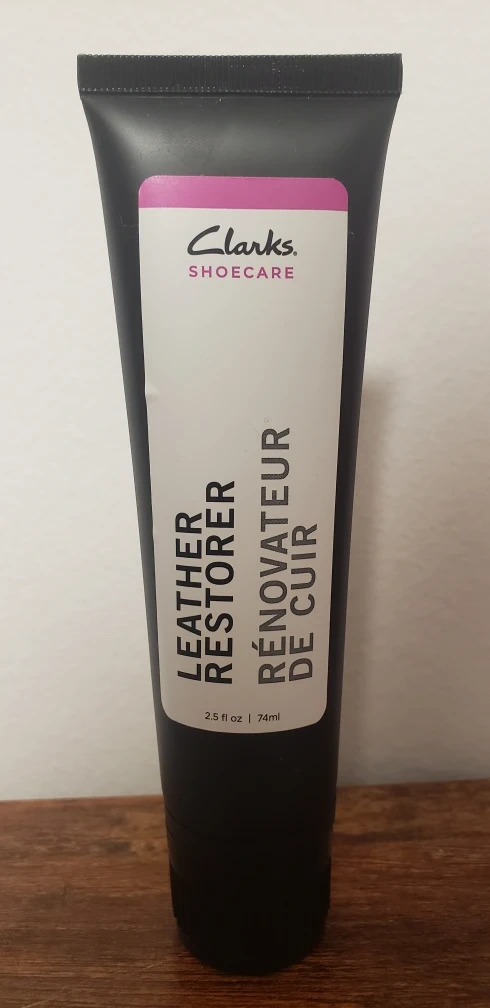 Clarks.
SHOECARE
LEATHER
RESTORER
RÉNOVATEUR
DE CUIR
2.5 fl oz | 74ml